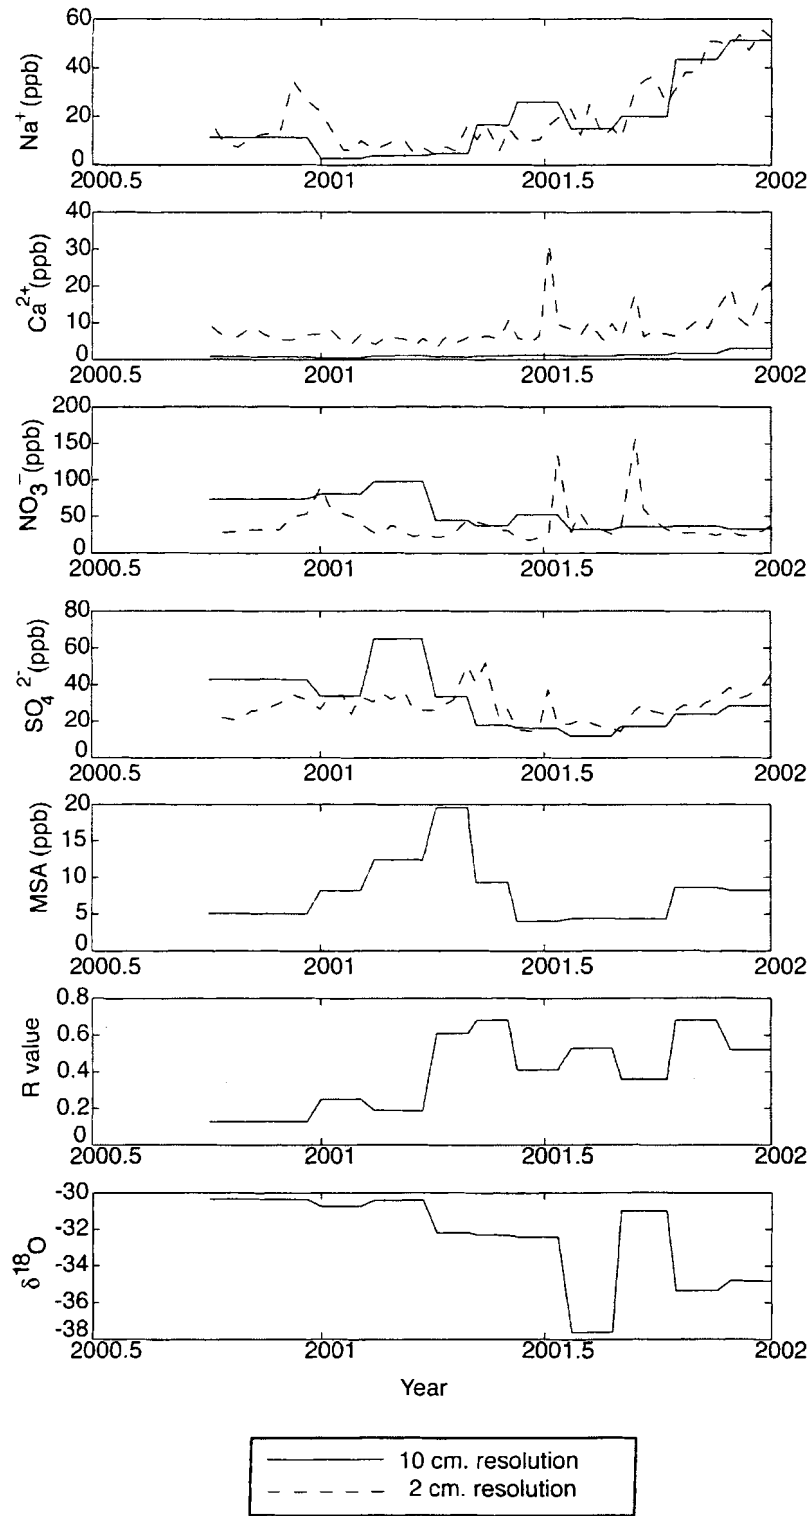 60
40
20
0
Na+ (ppb)
2000.5 2001 2001.5 2002
40
30
20
10
0
Ca2+ (ppb)
2000.5 2001 2001.5 2002
200
150
100
50
0
NO3− (ppb)
2000.5 2001 2001.5 2002
80
60
40
20
0
SO4 2- (ppb)
2000.5 2001 2001.5 2002
20
15
10
5
0
MSA (ppb)
2000.5 2001 2001.5 2002
0.8
0.6
0.4
0.2
0
R value
2000.5 2001 2001.5 2002
-30
-32
-34
-36
-38
δ18O
2000.5 2001 2001.5 2002
Year
10 cm. resolution
2 cm. resolution